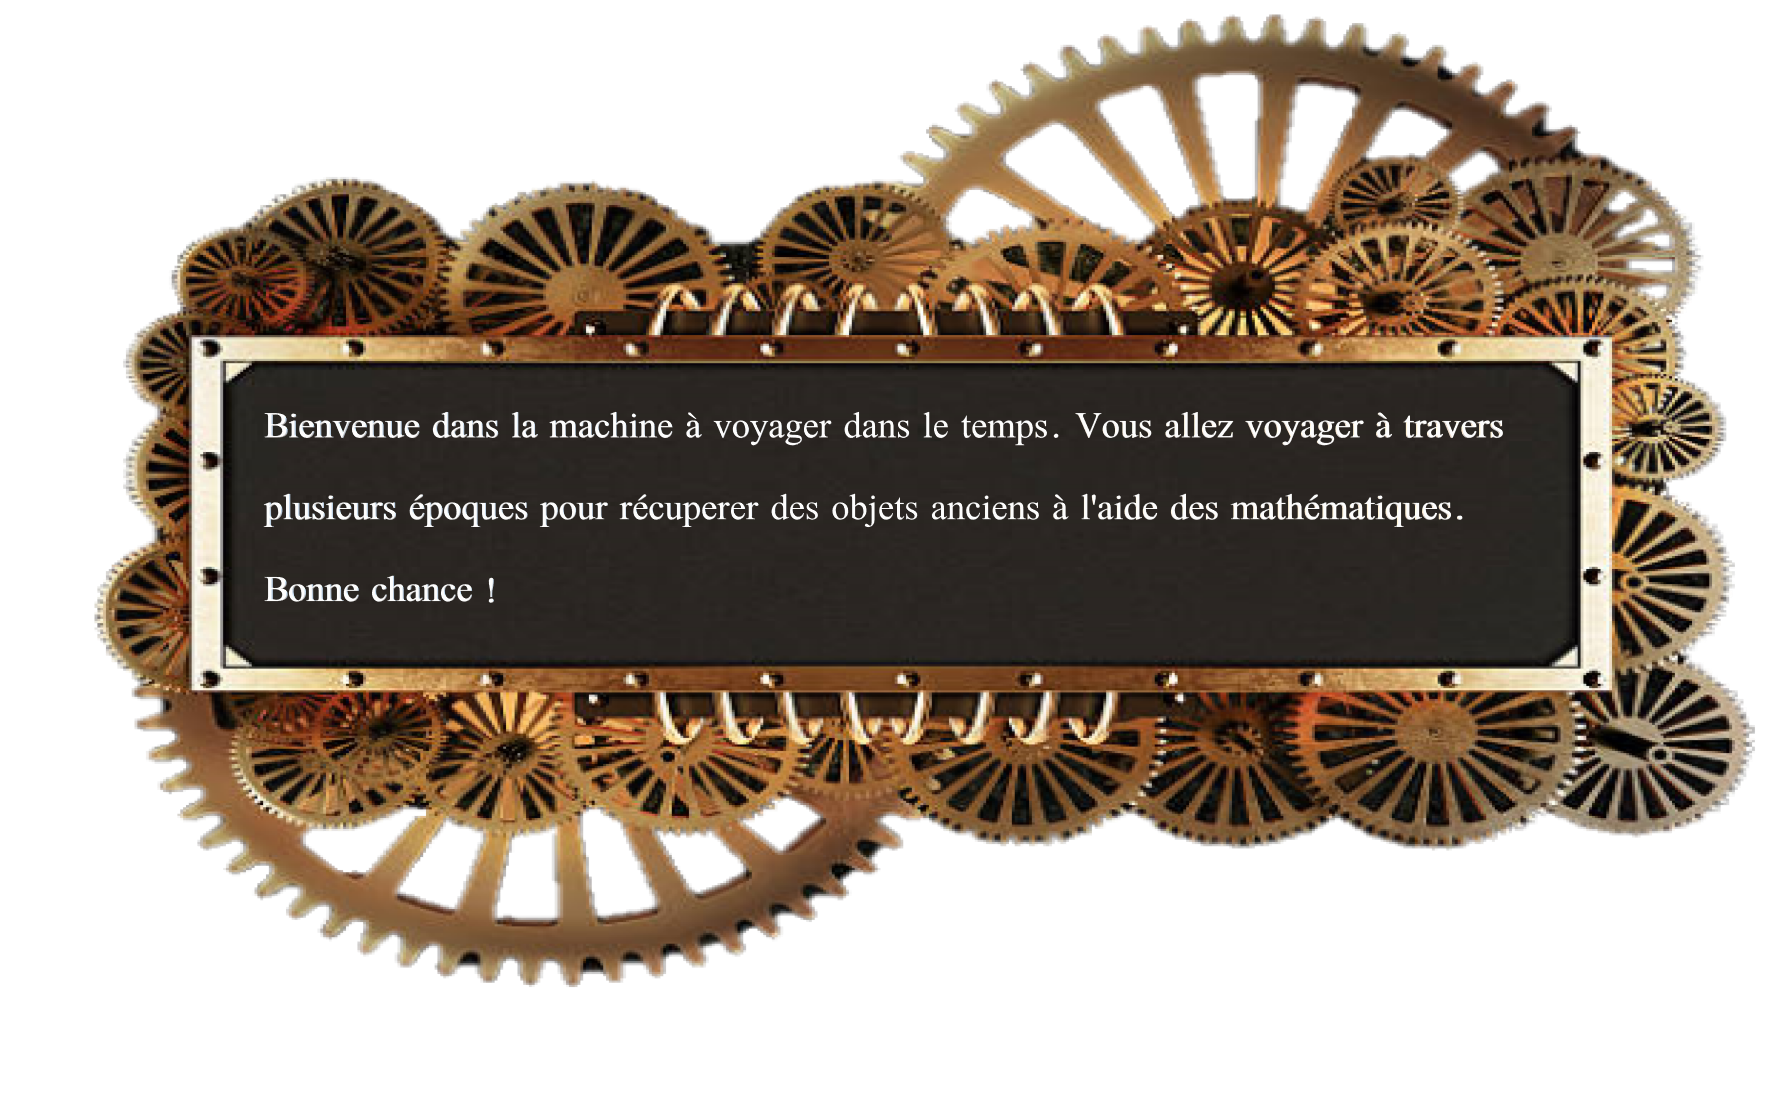 Bienvenue dans la machine à voyager dans le temps. Vous allez voyager à travers
plusieurs époques pour récuperer des objets anciens à l'aide des mathématiques.
Bonne chance !